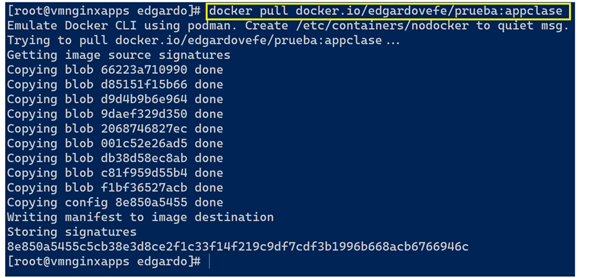 [root@vmnginxapps edgardo]# docker pull docker.io/edgardovefe/prueba:appclase
Emulate Docker CLI using podman. Create /etc/containers/nodocker to quiet msg.
Trying to pull docker.io/edgardovefe/prueba:appclase...
Getting image source signatures
Copying blob 66223a710990 done
Copying blob d85151f15b66 done
Copying blob d9d4b9b6e964 done
Copying blob 9daef329d350 done
Copying blob 2068746827ec done
Copying blob 001c52e26ad5 done
Copying blob db38d58ec8ab done
Copying blob c81f959d55b4 done
Copying blob f1bf36527acb done
Copying config 8e850a5455 done
Writing manifest to image destination
Storing signatures
8e850a5455c5cb38e3d8ce2f1c33f14f219c9df7cdf3b1996b668acb6766946c
[root@vmnginxapps edgardo]#